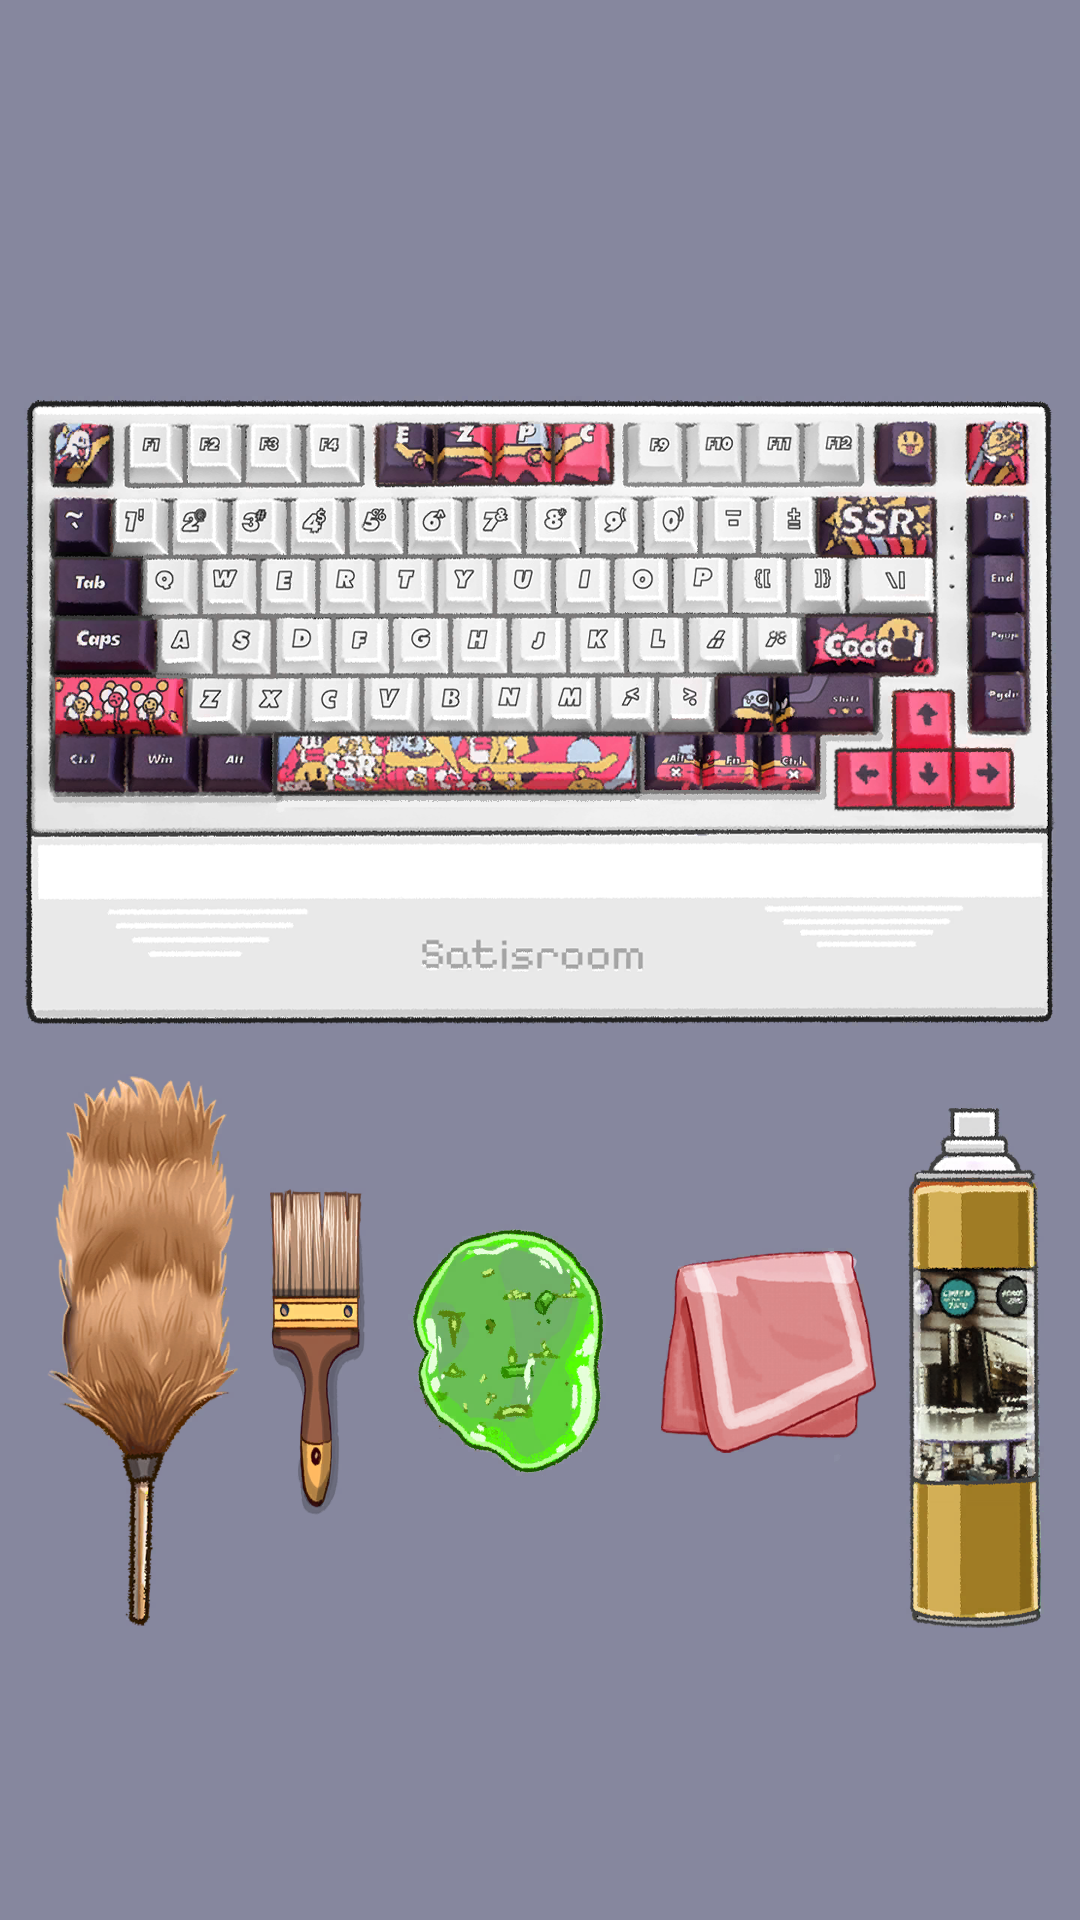 F1 F2 F3 F4 E Z P C F9 F10 F11 F12
~` 1! 2@ 3# 4$ 5% 6^ 7& 8* 9( 0) -= +=  SSR Del
Tab Q W E R T Y U I O P {[ ]} \| End
Caps A S D F G H J K L Cooool PgUp
Z X C V B N M Shift PgDn
Ctrl Win Alt SSR Alt Fn Ctrl
Satisroom